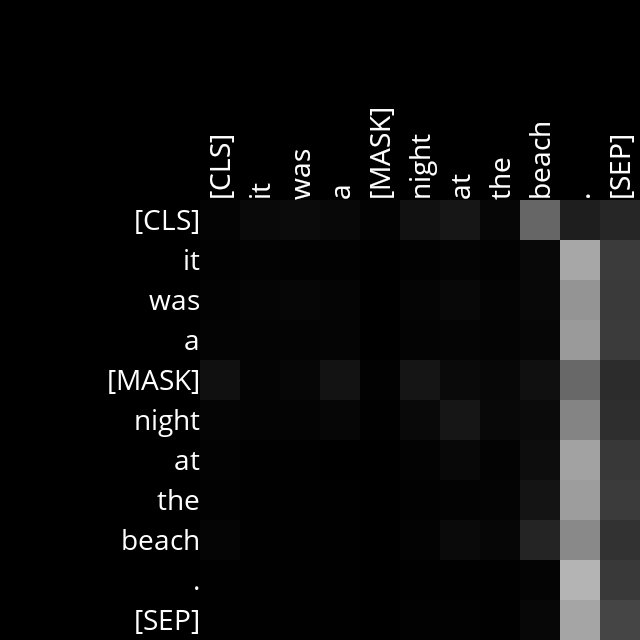 [CLS] it was a [MASK] night at the beach . [SEP]
[CLS]
it
was
a
[MASK]
night
at
the
beach
.
[SEP]